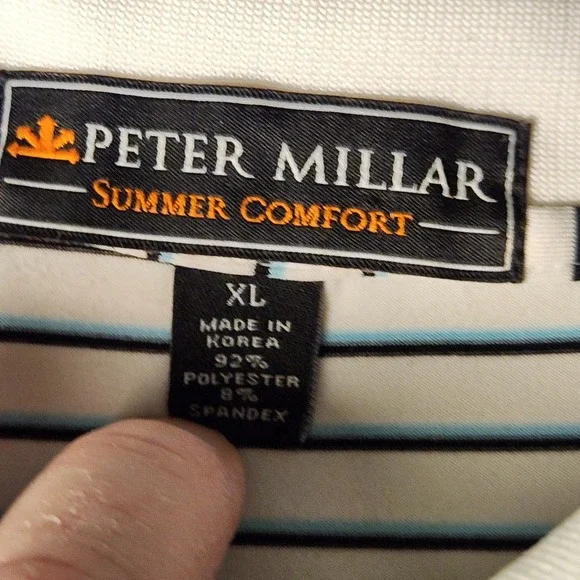 PETER MILLAR
SUMMER COMFORT
XL
MADE IN
KOREA
92%
POLYESTER
8%
SPANDEX